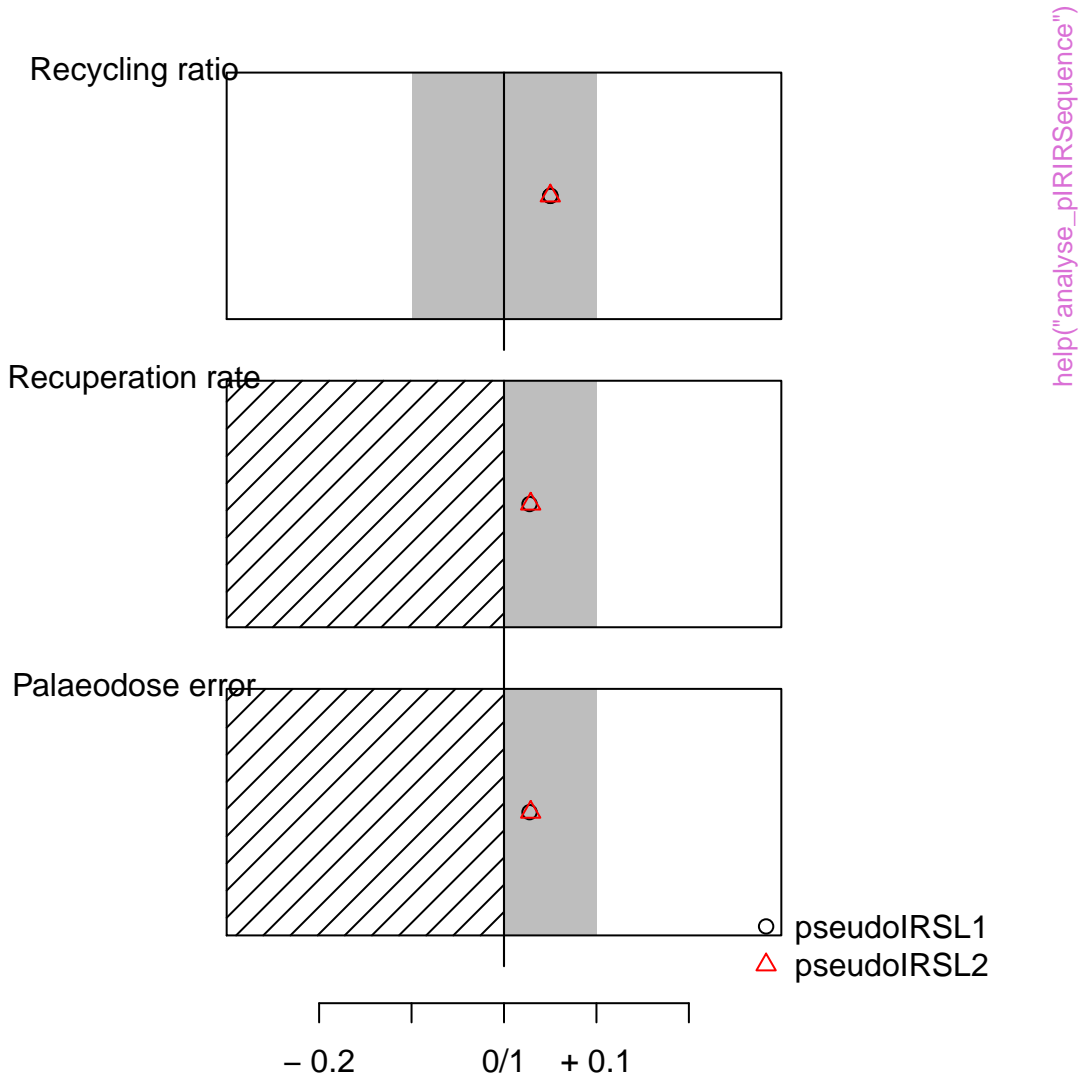 Recycling ratio
Recuperation rate
Palaeodose error
pseudoIRSL1
pseudoIRSL2
− 0.2 0/1 + 0.1
help("analyse_pIRIRSequence")